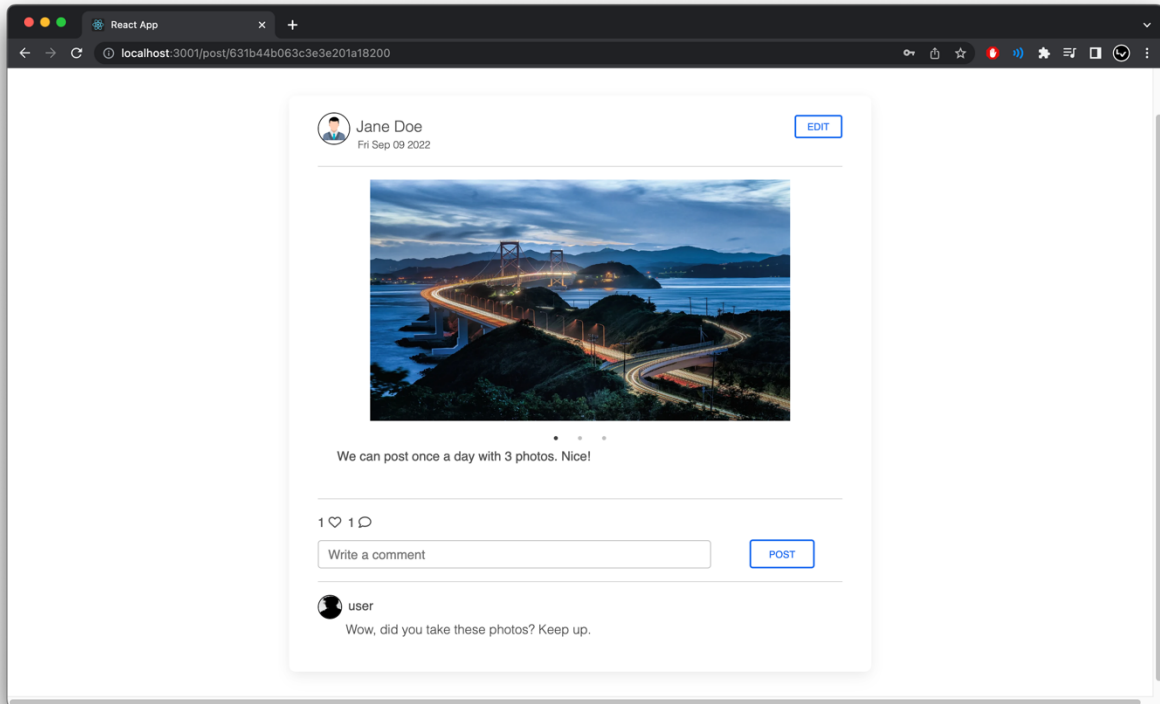 React App
localhost:3001/post/631b44b063c3e3e201a18200
Jane Doe
EDIT
Fri Sep 09 2022
We can post once a day with 3 photos. Nice!
1 1
Write a comment
POST
user
Wow, did you take these photos? Keep up.